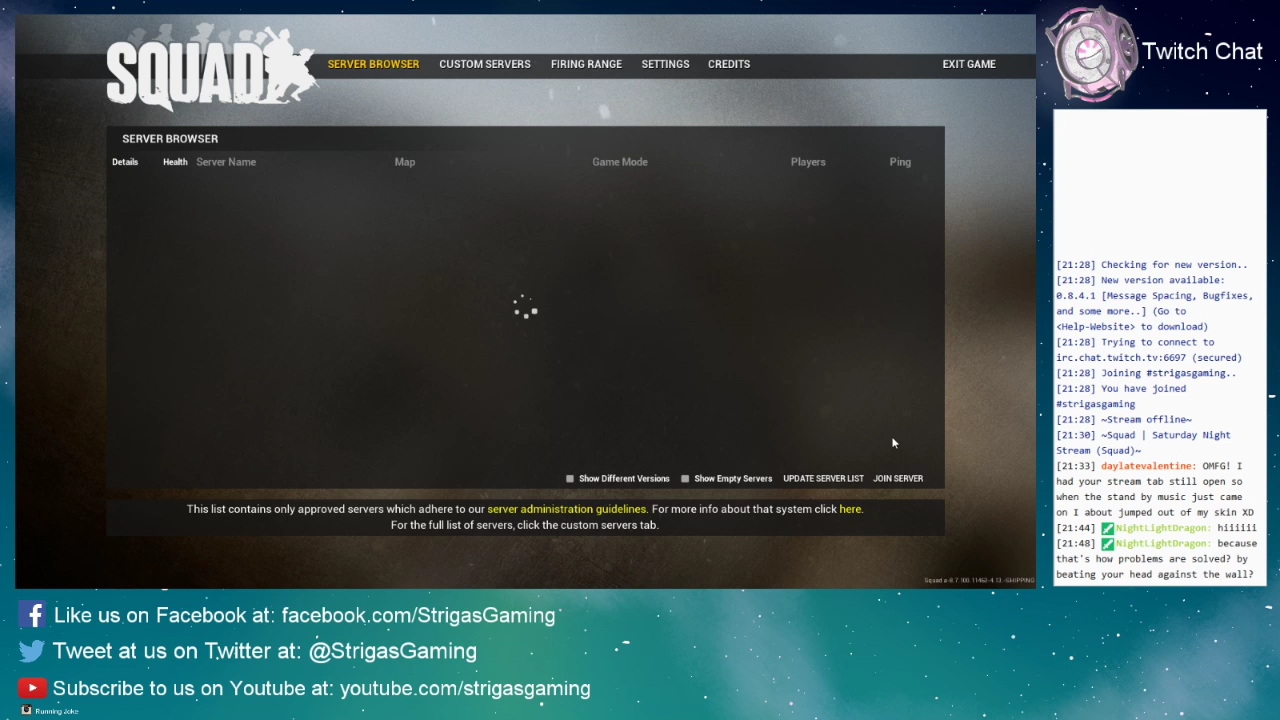 SQUAD
SERVER BROWSER CUSTOM SERVERS FIRING RANGE SETTINGS CREDITS EXIT GAME
SERVER BROWSER
Details Health Server Name Map Game Mode Players Ping
Show Different Versions Show Empty Servers UPDATE SERVER LIST JOIN SERVER
This list contains only approved servers which adhere to our server administration guidelines. For more info about that system click here.
For the full list of servers, click the custom servers tab.
Twitch Chat
[21:28] Checking for new version..
[21:28] New version available:
0.8.4.1 [Message Spacing, Bugfixes,
and some more..] (Go to
<Help-Website> to download)
[21:28] Trying to connect to
irc.chat.twitch.tv:6697 (secured)
[21:28] Joining #strigasgaming..
[21:28] You have joined
#strigasgaming
[21:28] ~Stream offline~
[21:30] ~Squad | Saturday Night
Stream (Squad)~
[21:33] daylatevalentine: OMFG! I
had your stream tab still open so
when the stand by music just came
on I about jumped out of my skin XD
[21:44] NightLightDragon: hiiiiii
[21:48] NightLightDragon: because
that's how problems are solved? by
beating your head against the wall?
Like us on Facebook at: facebook.com/StrigasGaming
Tweet at us on Twitter at: @StrigasGaming
Subscribe to us on Youtube at: youtube.com/strigasgaming
Running Joke